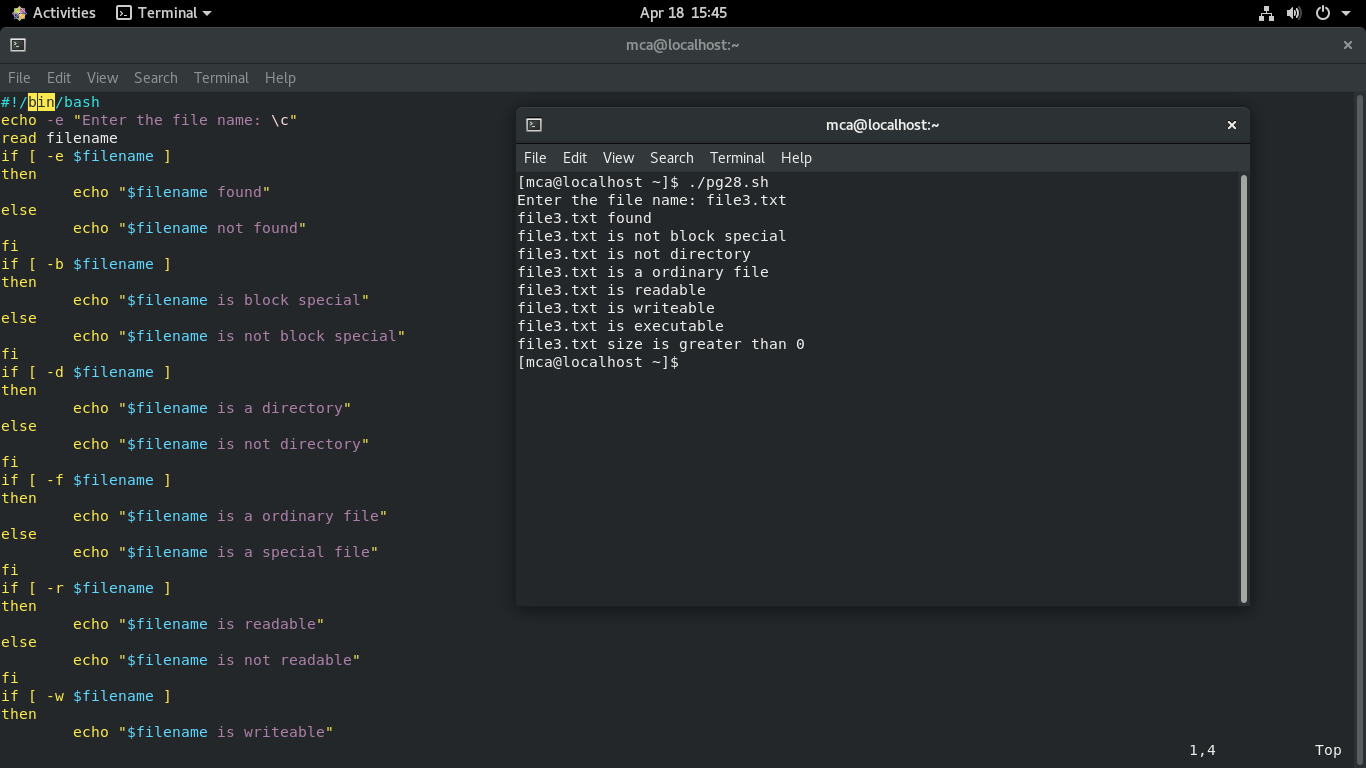 Activities Terminal Apr 18 15:45
mca@localhost:~
File Edit View Search Terminal Help
#!/bin/bash
echo -e "Enter the file name: \c"
read filename
if [ -e $filename ]
then
echo "$filename found"
else
echo "$filename not found"
fi
if [ -b $filename ]
then
echo "$filename is block special"
else
echo "$filename is not block special"
fi
if [ -d $filename ]
then
echo "$filename is a directory"
else
echo "$filename is not directory"
fi
if [ -f $filename ]
then
echo "$filename is a ordinary file"
else
echo "$filename is a special file"
fi
if [ -r $filename ]
then
echo "$filename is readable"
else
echo "$filename is not readable"
fi
if [ -w $filename ]
then
echo "$filename is writeable"
1,4 Top
mca@localhost:~
File Edit View Search Terminal Help
[mca@localhost ~]$ ./pg28.sh
Enter the file name: file3.txt
file3.txt found
file3.txt is not block special
file3.txt is not directory
file3.txt is a ordinary file
file3.txt is readable
file3.txt is writeable
file3.txt is executable
file3.txt size is greater than 0
[mca@localhost ~]$